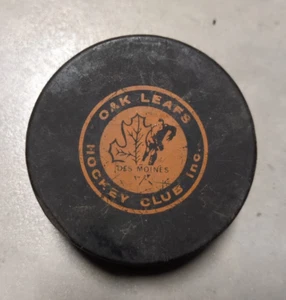 OAK LEAFS
DES MOINES
HOCKEY CLUB Inc.